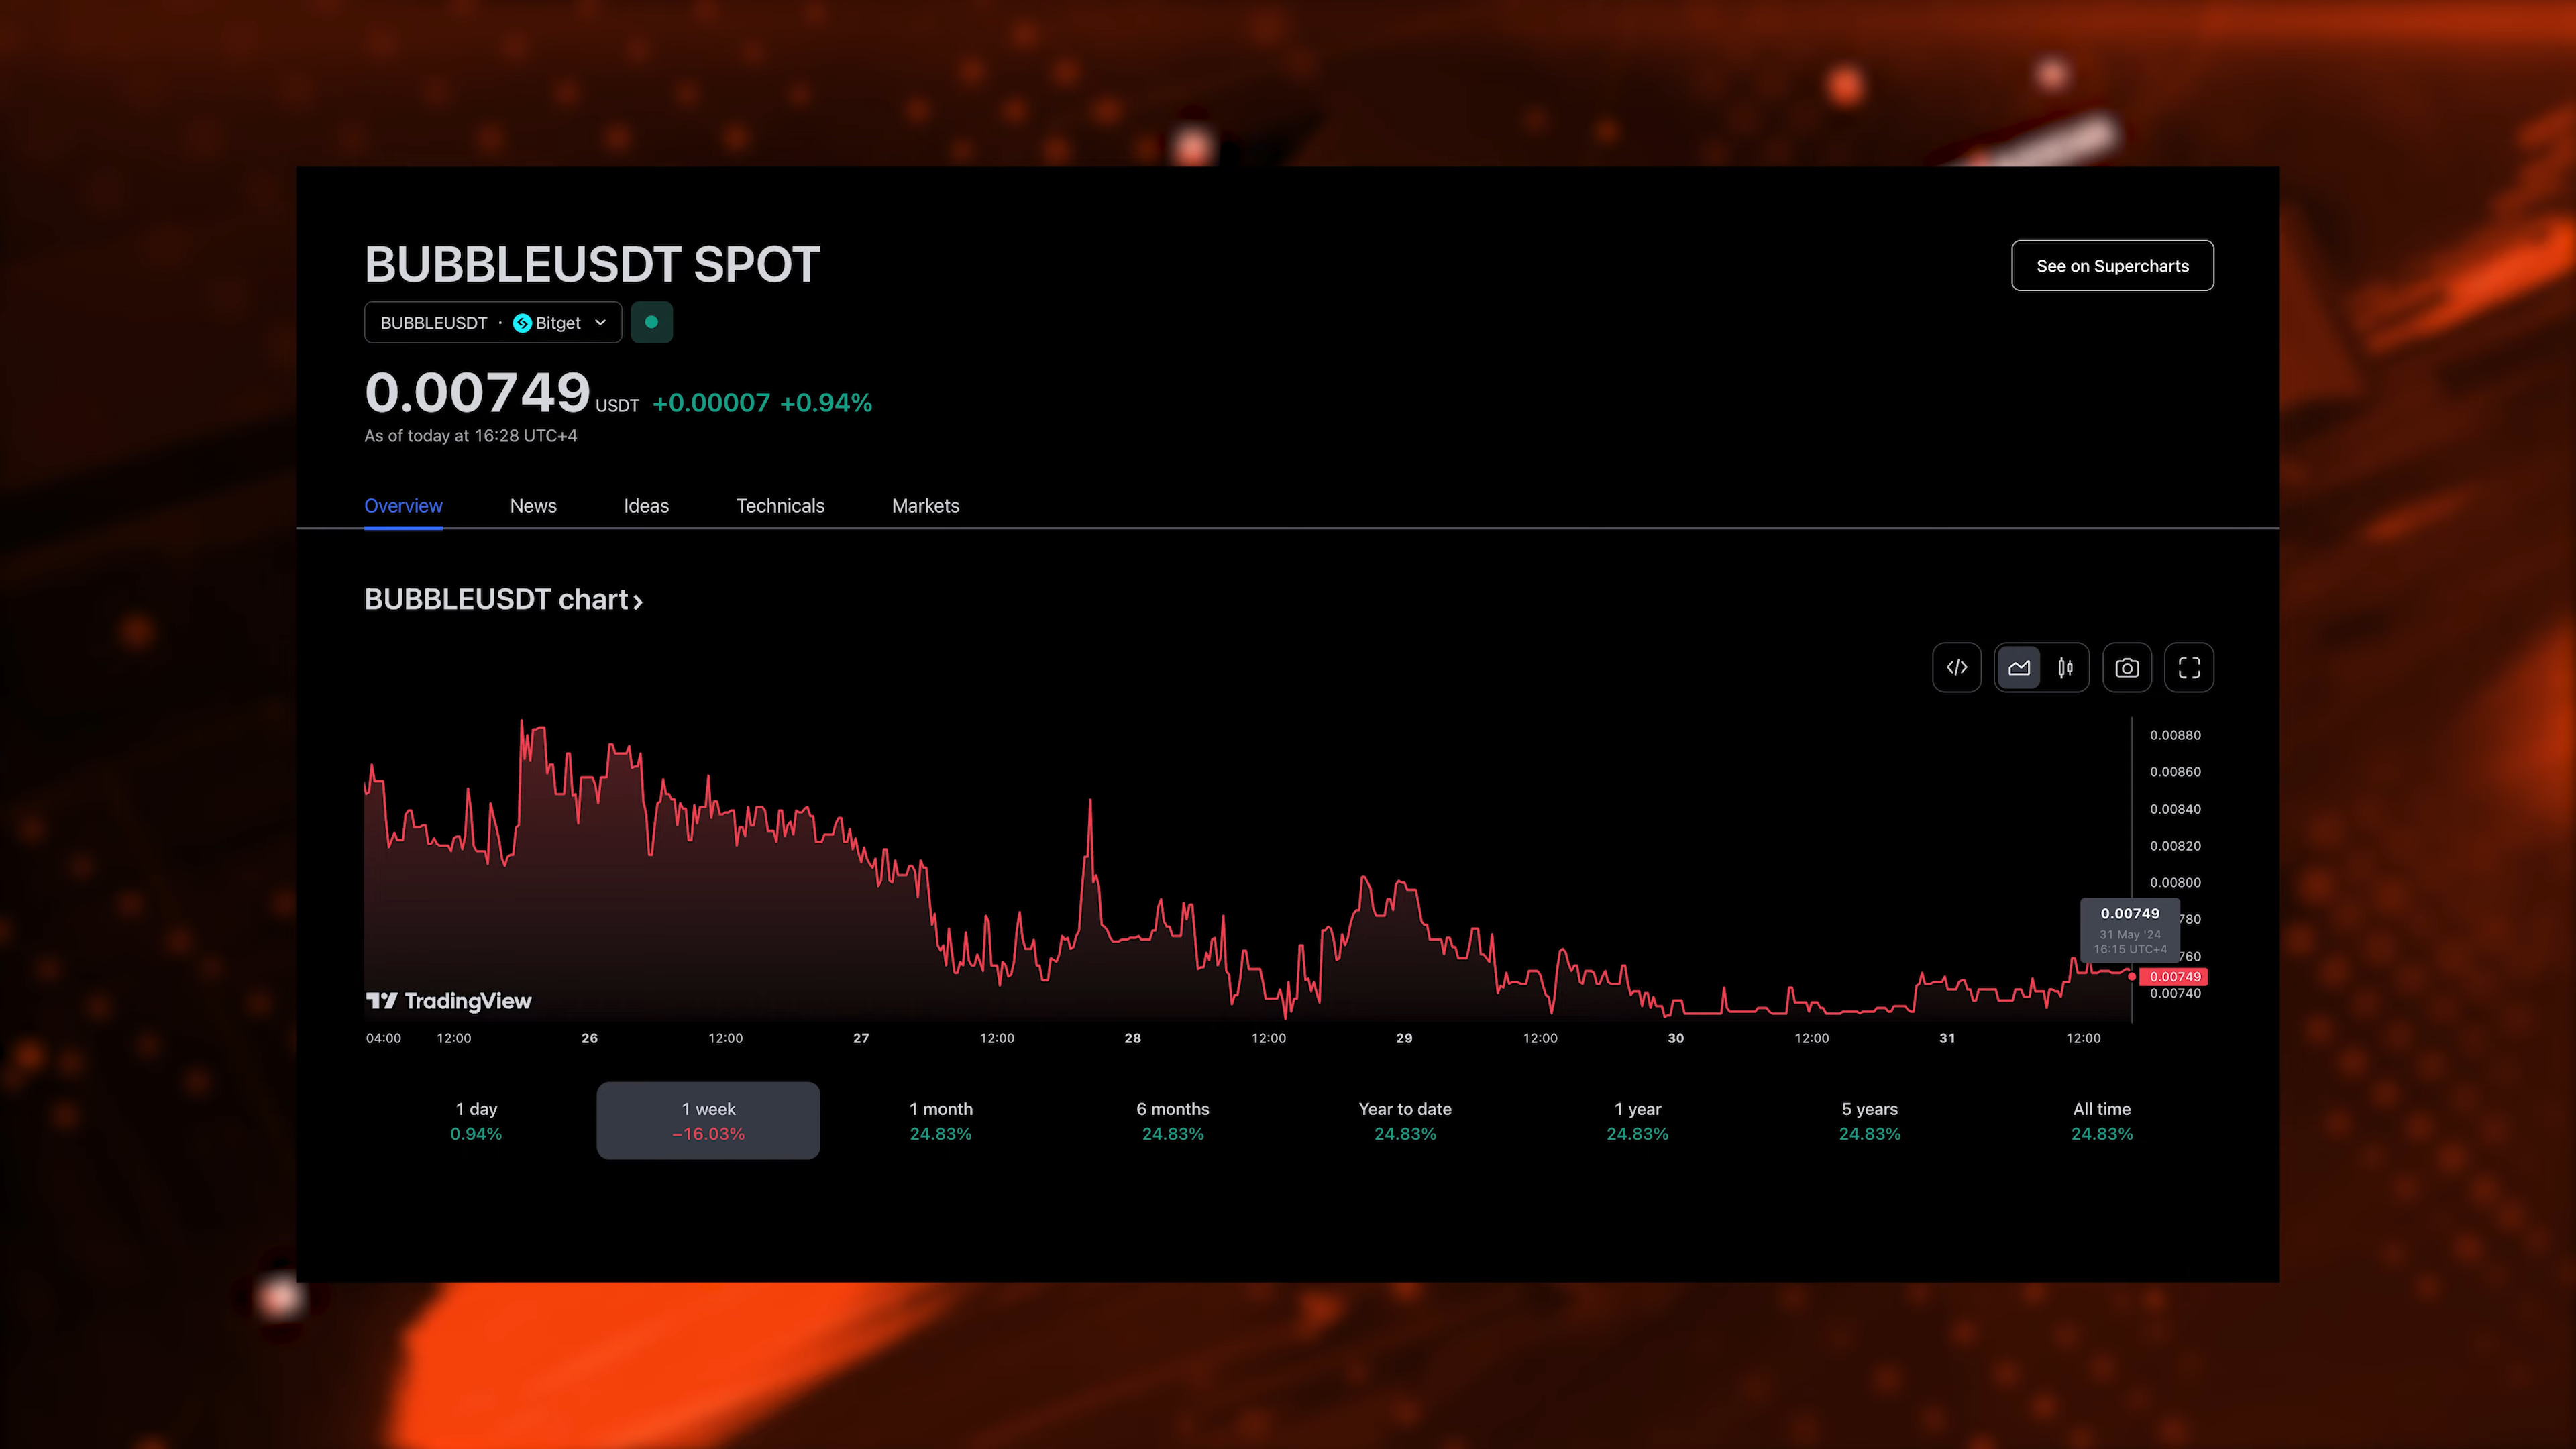 BUBBLEUSDT SPOT
See on Supercharts
BUBBLEUSDT · Bitget
0.00749 USDT +0.00007 +0.94%
As of today at 16:28 UTC+4
Overview News Ideas Technicals Markets
BUBBLEUSDT chart
0.00880
0.00860
0.00840
0.00820
0.00800
0.00749
780
31 May '24
16:15 UTC+4
760
0.00749
0.00740
TradingView
04:00 12:00 26 12:00 27 12:00 28 12:00 29 12:00 30 12:00 31 12:00
1 day 1 week 1 month 6 months Year to date 1 year 5 years All time
0.94% −16.03% 24.83% 24.83% 24.83% 24.83% 24.83% 24.83%